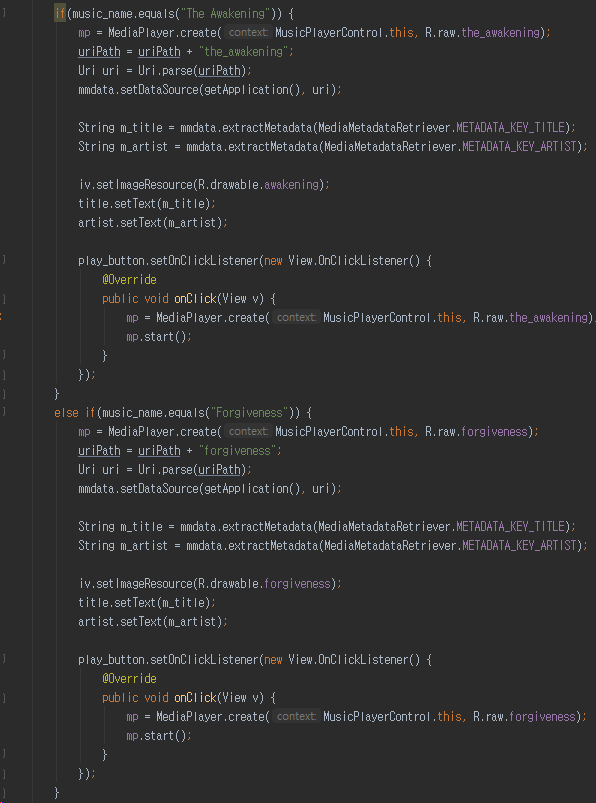 if(music_name.equals("The Awakening")) {
mp = MediaPlayer.create( context: MusicPlayerControl.this, R.raw.the_awakening);
uriPath = uriPath + "the_awakening";
Uri uri = Uri.parse(uriPath);
mmdata.setDataSource(getApplication(), uri);
String m_title = mmdata.extractMetadata(MediaMetadataRetriever.METADATA_KEY_TITLE);
String m_artist = mmdata.extractMetadata(MediaMetadataRetriever.METADATA_KEY_ARTIST);
iv.setImageResource(R.drawable.awakening);
title.setText(m_title);
artist.setText(m_artist);
play_button.setOnClickListener(new View.OnClickListener() {
@Override
public void onClick(View v) {
mp = MediaPlayer.create( context: MusicPlayerControl.this, R.raw.the_awakening)
mp.start();
}
});
}
else if(music_name.equals("Forgiveness")) {
mp = MediaPlayer.create( context: MusicPlayerControl.this, R.raw.forgiveness);
uriPath = uriPath + "forgiveness";
Uri uri = Uri.parse(uriPath);
mmdata.setDataSource(getApplication(), uri);
String m_title = mmdata.extractMetadata(MediaMetadataRetriever.METADATA_KEY_TITLE);
String m_artist = mmdata.extractMetadata(MediaMetadataRetriever.METADATA_KEY_ARTIST);
iv.setImageResource(R.drawable.forgiveness);
title.setText(m_title);
artist.setText(m_artist);
play_button.setOnClickListener(new View.OnClickListener() {
@Override
public void onClick(View v) {
mp = MediaPlayer.create( context: MusicPlayerControl.this, R.raw.forgiveness);
mp.start();
}
});
}